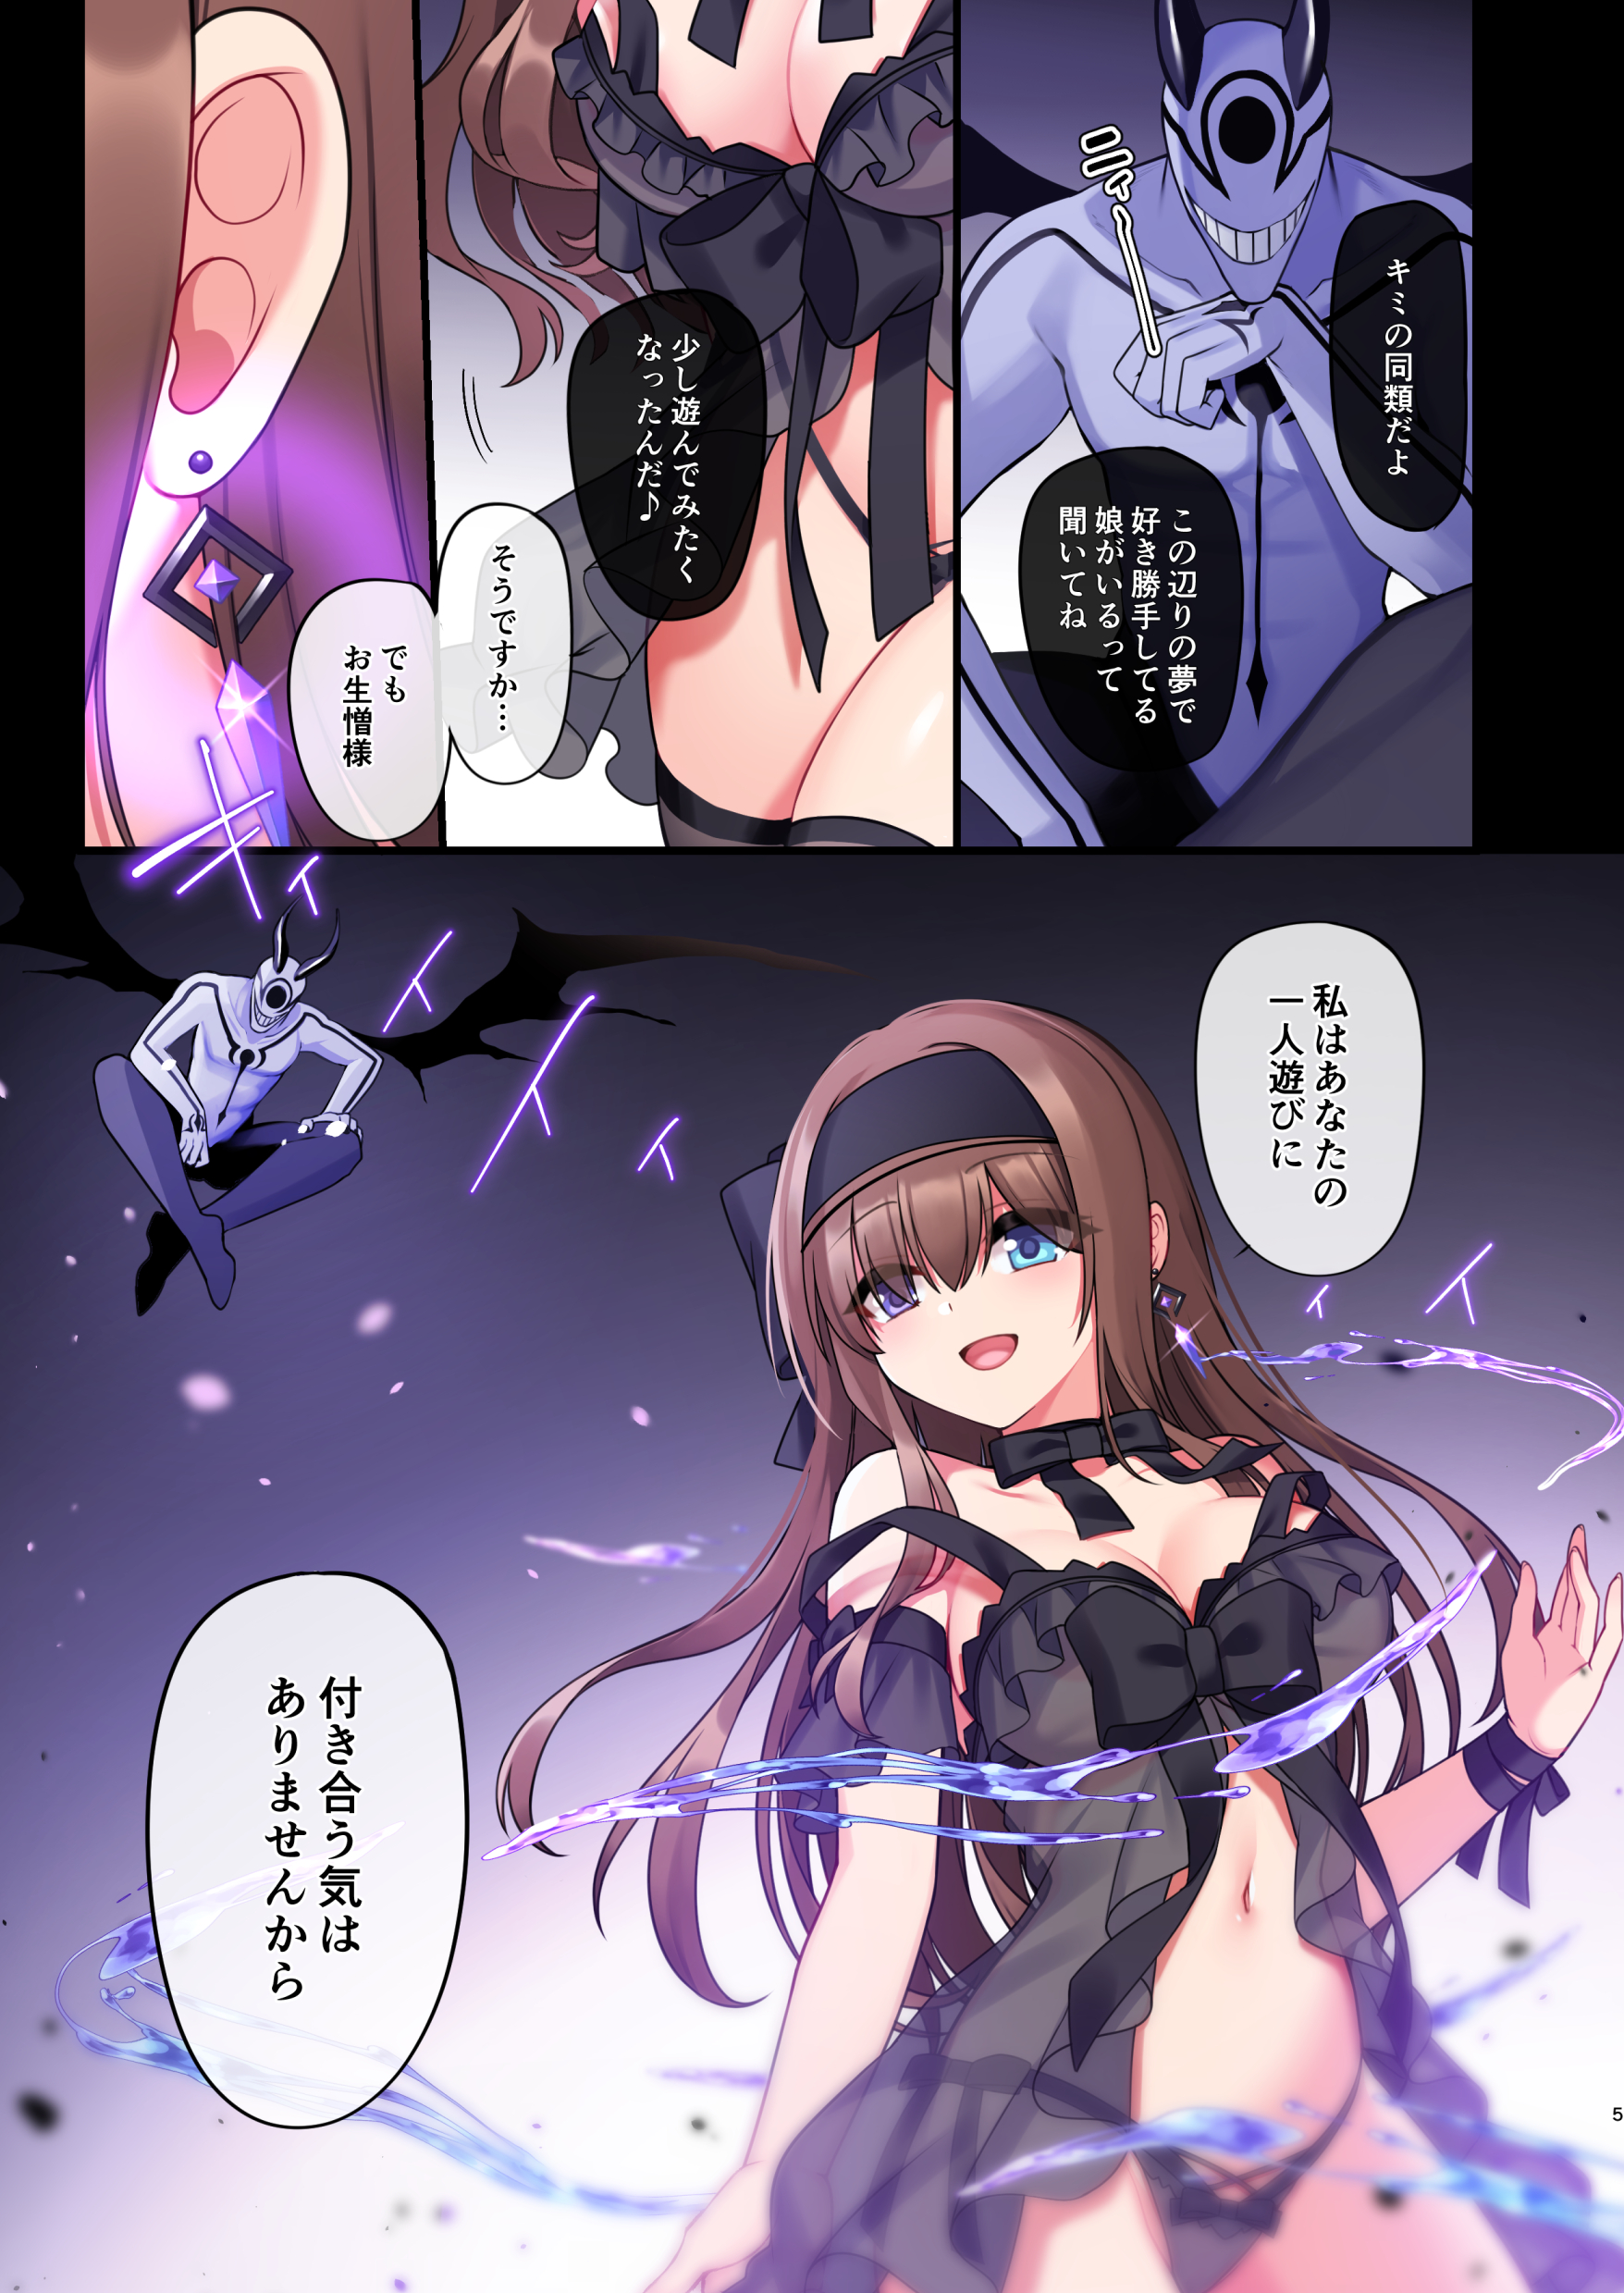 ニィーー
キミの同類だよ
この辺りの夢で
好き勝手してる
娘がいるって
聞いてね
少し遊んでみたく
なったんだ♪
そうですか…
でも
お生憎様
キィィィィィィ
私はあなたの
一人遊びに
付き合う気は
ありませんから
5